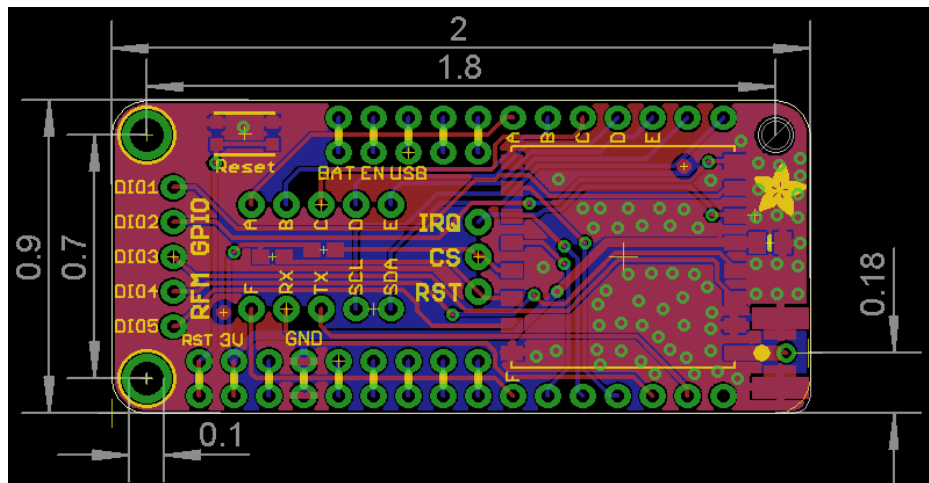 2
1.8
Reset
A B C D E
BAT EN USB
DIO1
DIO2
DIO3
DIO4
DIO5
RFM GPIO
A B C D E
IRQ
CS
RST
F RX TX SCL SDA
RST 3V GND
F
0.9
0.7
0.18
0.1